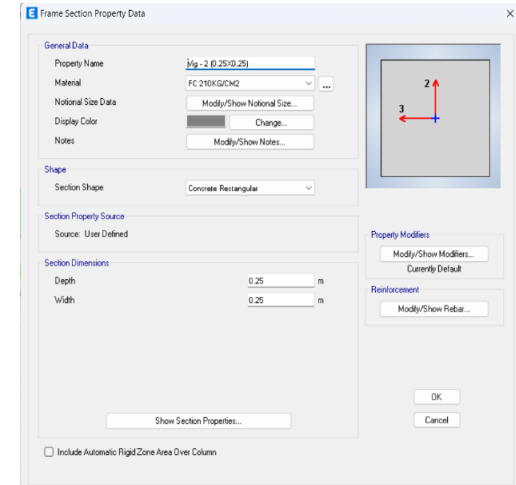 E Frame Section Property Data
General Data
Property Name Vig - 2 (0.25X0.25)
Material FC 210KG/CM2 ...
Notional Size Data Modify/Show Notional Size...
Display Color Change...
Notes Modify/Show Notes...
2
3
Shape
Section Shape Concrete Rectangular
Section Property Source
Source: User Defined
Property Modifiers
Modify/Show Modifiers...
Currently Default
Section Dimensions
Depth 0.25 m
Width 0.25 m
Reinforcement
Modify/Show Rebar...
OK
Show Section Properties... Cancel
Include Automatic Rigid Zone Area Over Column